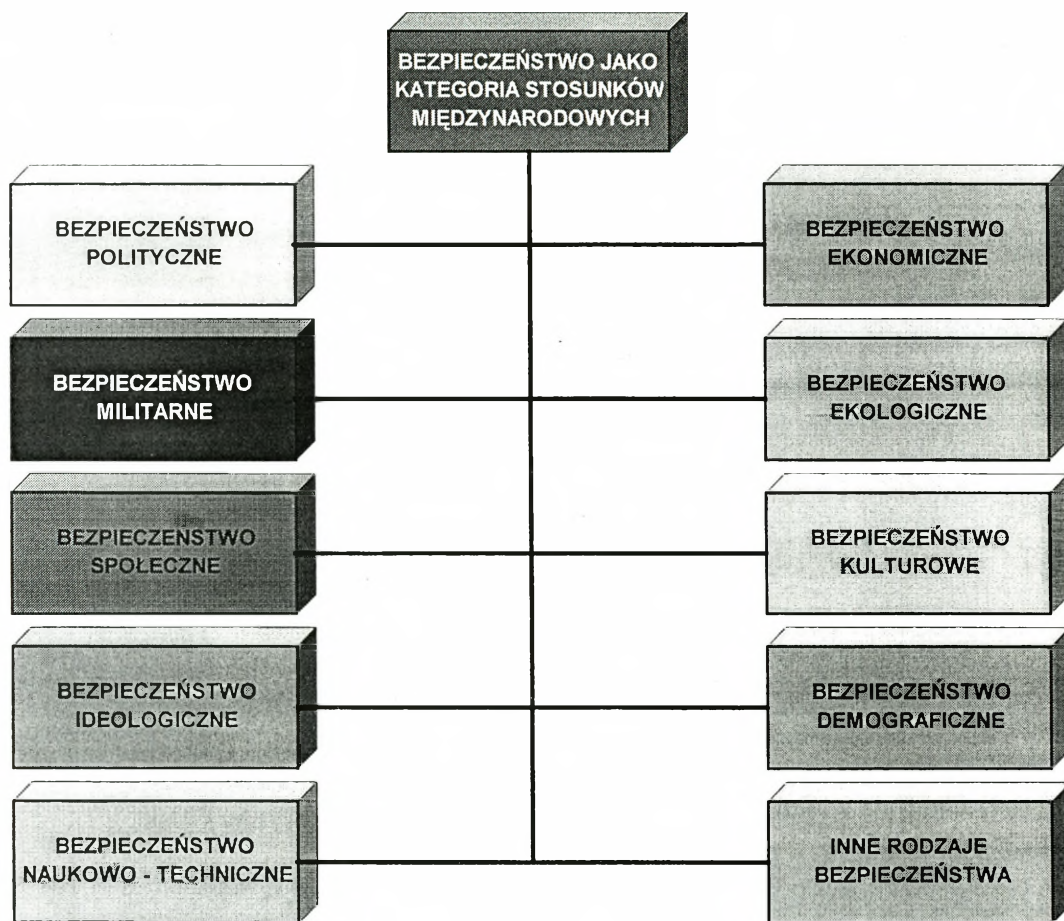 BEZPIECZEŃSTWO JAKO
KATEGORIA STOSUNKÓW
MIĘDZYNARODOWYCH
BEZPIECZEŃSTWO
POLITYCZNE
BEZPIECZEŃSTWO
EKONOMICZNE
BEZPIECZEŃSTWO
MILITARNE
BEZPIECZEŃSTWO
EKOLOGICZNE
BEZPIECZEŃSTWO
SPOŁECZNE
BEZPIECZEŃSTWO
KULTUROWE
BEZPIECZEŃSTWO
IDEOLOGICZNE
BEZPIECZEŃSTWO
DEMOGRAFICZNE
BEZPIECZEŃSTWO
NAUKOWO - TECHNICZNE
INNE RODZAJE
BEZPIECZEŃSTWA